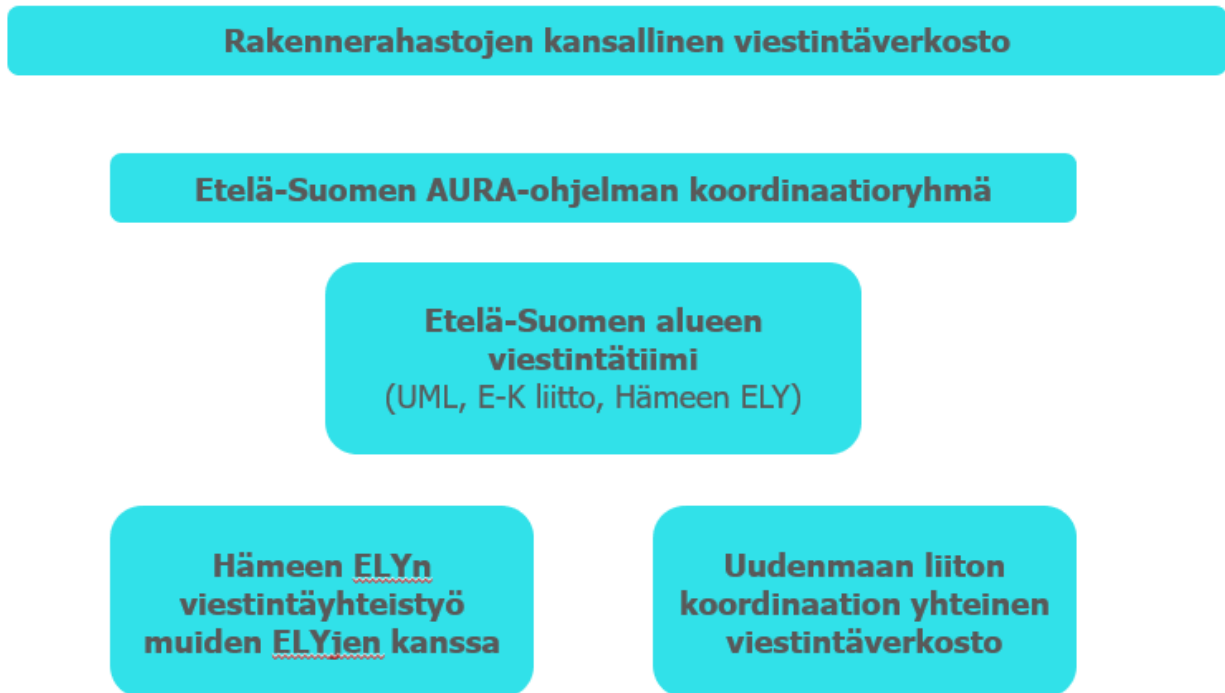 Rakennerahastojen kansallinen viestintäverkosto
Etelä-Suomen AURA-ohjelman koordinaatioryhmä
Etelä-Suomen alueen
viestintätiimi
(UML, E-K liitto, Hämeen ELY)
Hämeen ELYn
viestintäyhteistyö
muiden ELYjen kanssa
Uudenmaan liiton
koordinaation yhteinen
viestintäverkosto